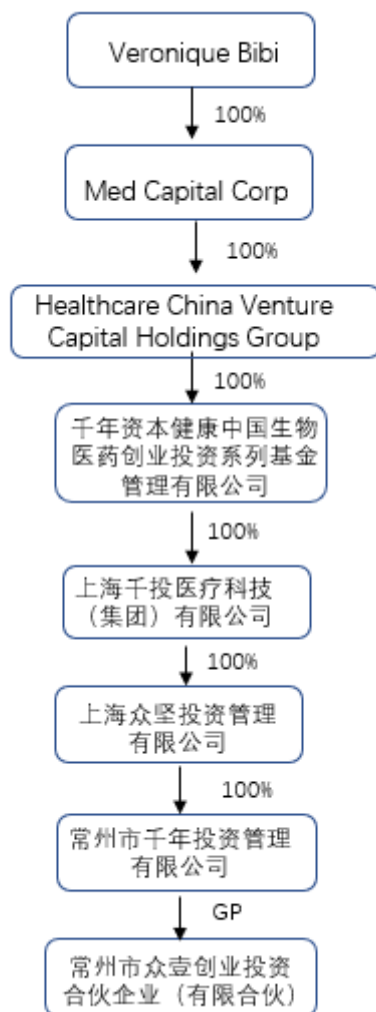 Veronique Bibi
100%
Med Capital Corp
100%
Healthcare China Venture
Capital Holdings Group
100%
千年资本健康中国生物
医药创业投资系列基金
管理有限公司
100%
上海千投医疗科技
（集团）有限公司
100%
上海众坚投资管理
有限公司
100%
常州市千年投资管理
有限公司
GP
常州市众壹创业投资
合伙企业（有限合伙）